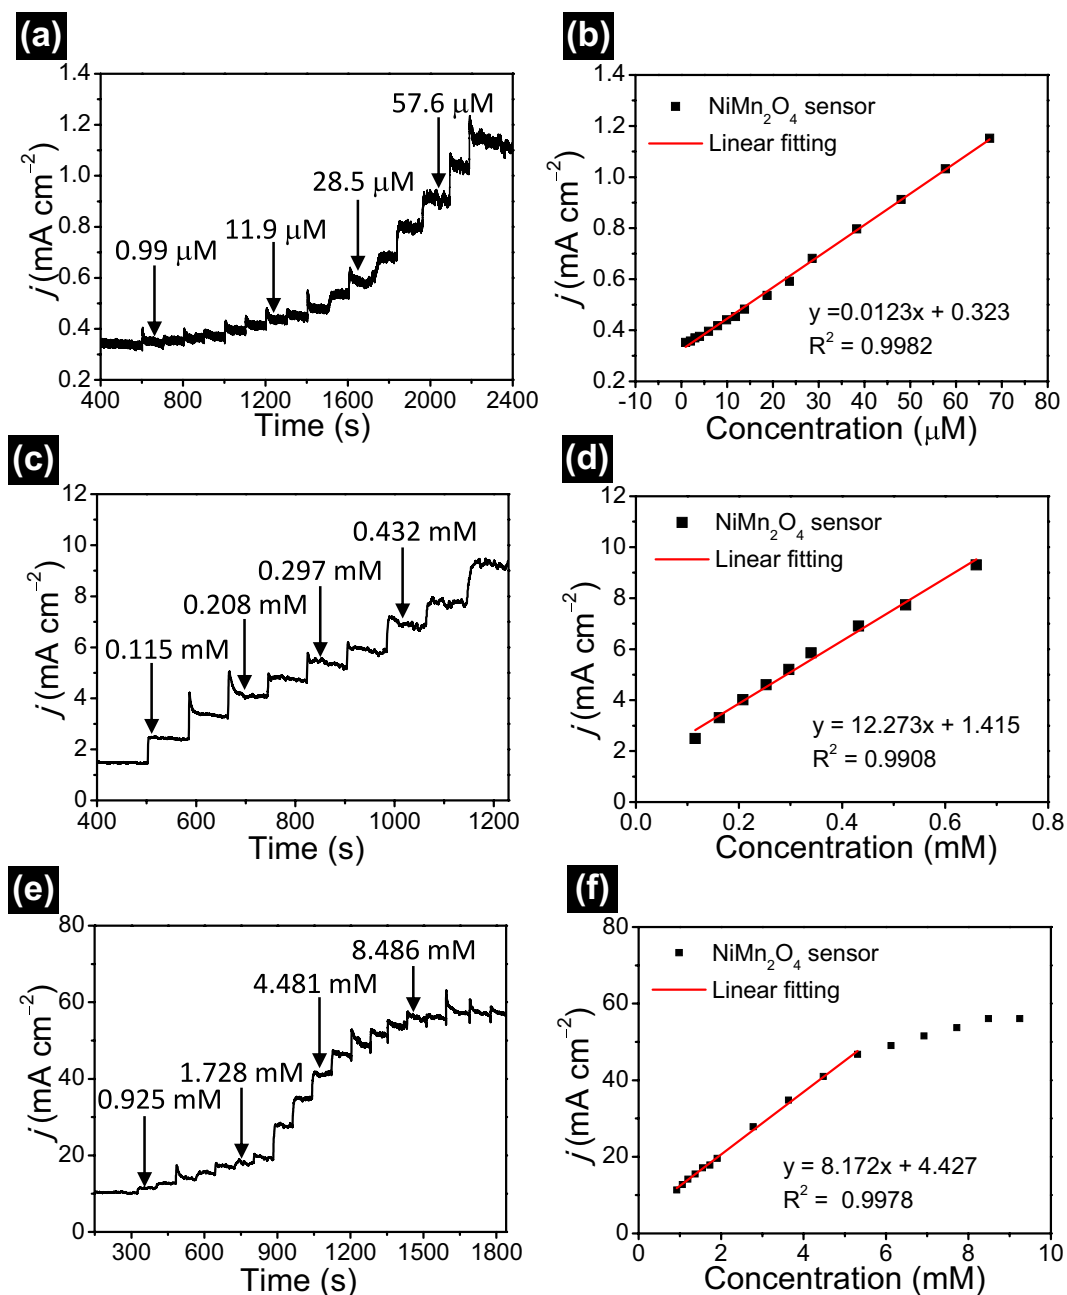 (a)
1.4
1.2
1.0
0.8
0.6
0.4
0.2
j (mA cm⁻²)
0.99 μM
11.9 μM
28.5 μM
57.6 μM
400 800 1200 1600 2000 2400
Time (s)
(b)
1.4
1.2
1.0
0.8
0.6
0.4
0.2
j (mA cm⁻²)
NiMn₂O₄ sensor
Linear fitting
y =0.0123x + 0.323
R² = 0.9982
-10 0 10 20 30 40 50 60 70 80
Concentration (μM)
(c)
12
10
8
6
4
2
0
j (mA cm⁻²)
0.115 mM
0.208 mM
0.297 mM
0.432 mM
400 600 800 1000 1200
Time (s)
(d)
12
10
8
6
4
2
0
j (mA cm⁻²)
NiMn₂O₄ sensor
Linear fitting
y = 12.273x + 1.415
R² = 0.9908
0.0 0.2 0.4 0.6 0.8
Concentration (mM)
(e)
80
60
40
20
0
j (mA cm⁻²)
0.925 mM
1.728 mM
4.481 mM
8.486 mM
300 600 900 1200 1500 1800
Time (s)
(f)
80
60
40
20
0
j (mA cm⁻²)
NiMn₂O₄ sensor
Linear fitting
y = 8.172x + 4.427
R² = 0.9978
0 2 4 6 8 10
Concentration (mM)